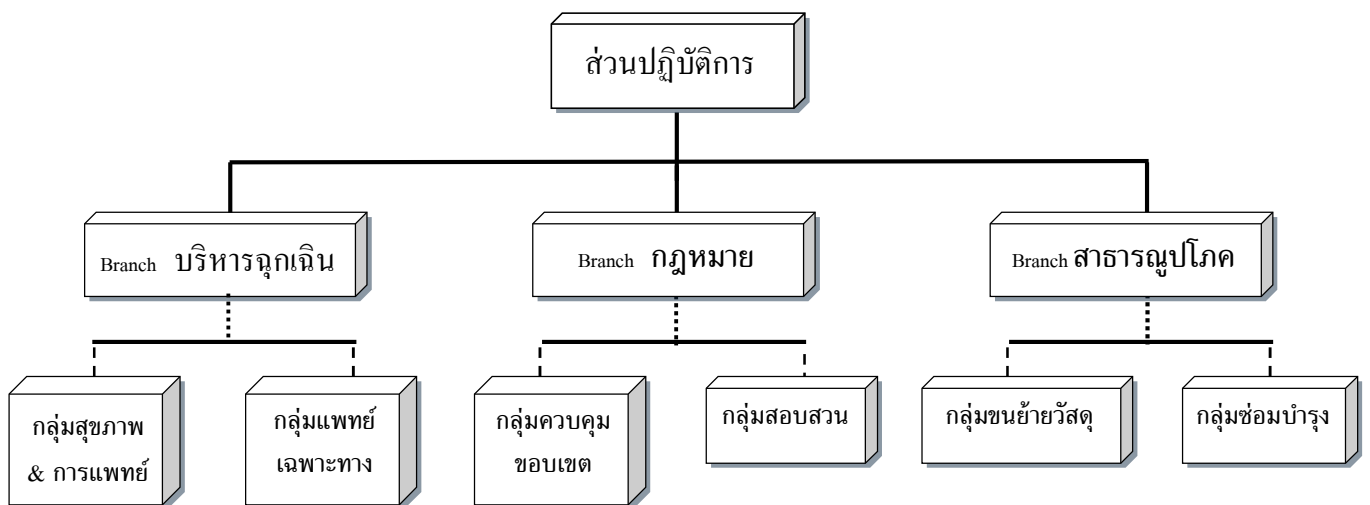 ส่วนปฏิบัติการ
Branch บริหารฉุกเฉิน
Branch กฎหมาย
Branch สาธารณูปโภค
กลุ่มสุขภาพ
& การแพทย์
กลุ่มแพทย์
เฉพาะทาง
กลุ่มควบคุม
ขอบเขต
กลุ่มสอบสวน
กลุ่มขนย้ายวัสดุ
กลุ่มซ่อมบำรุง